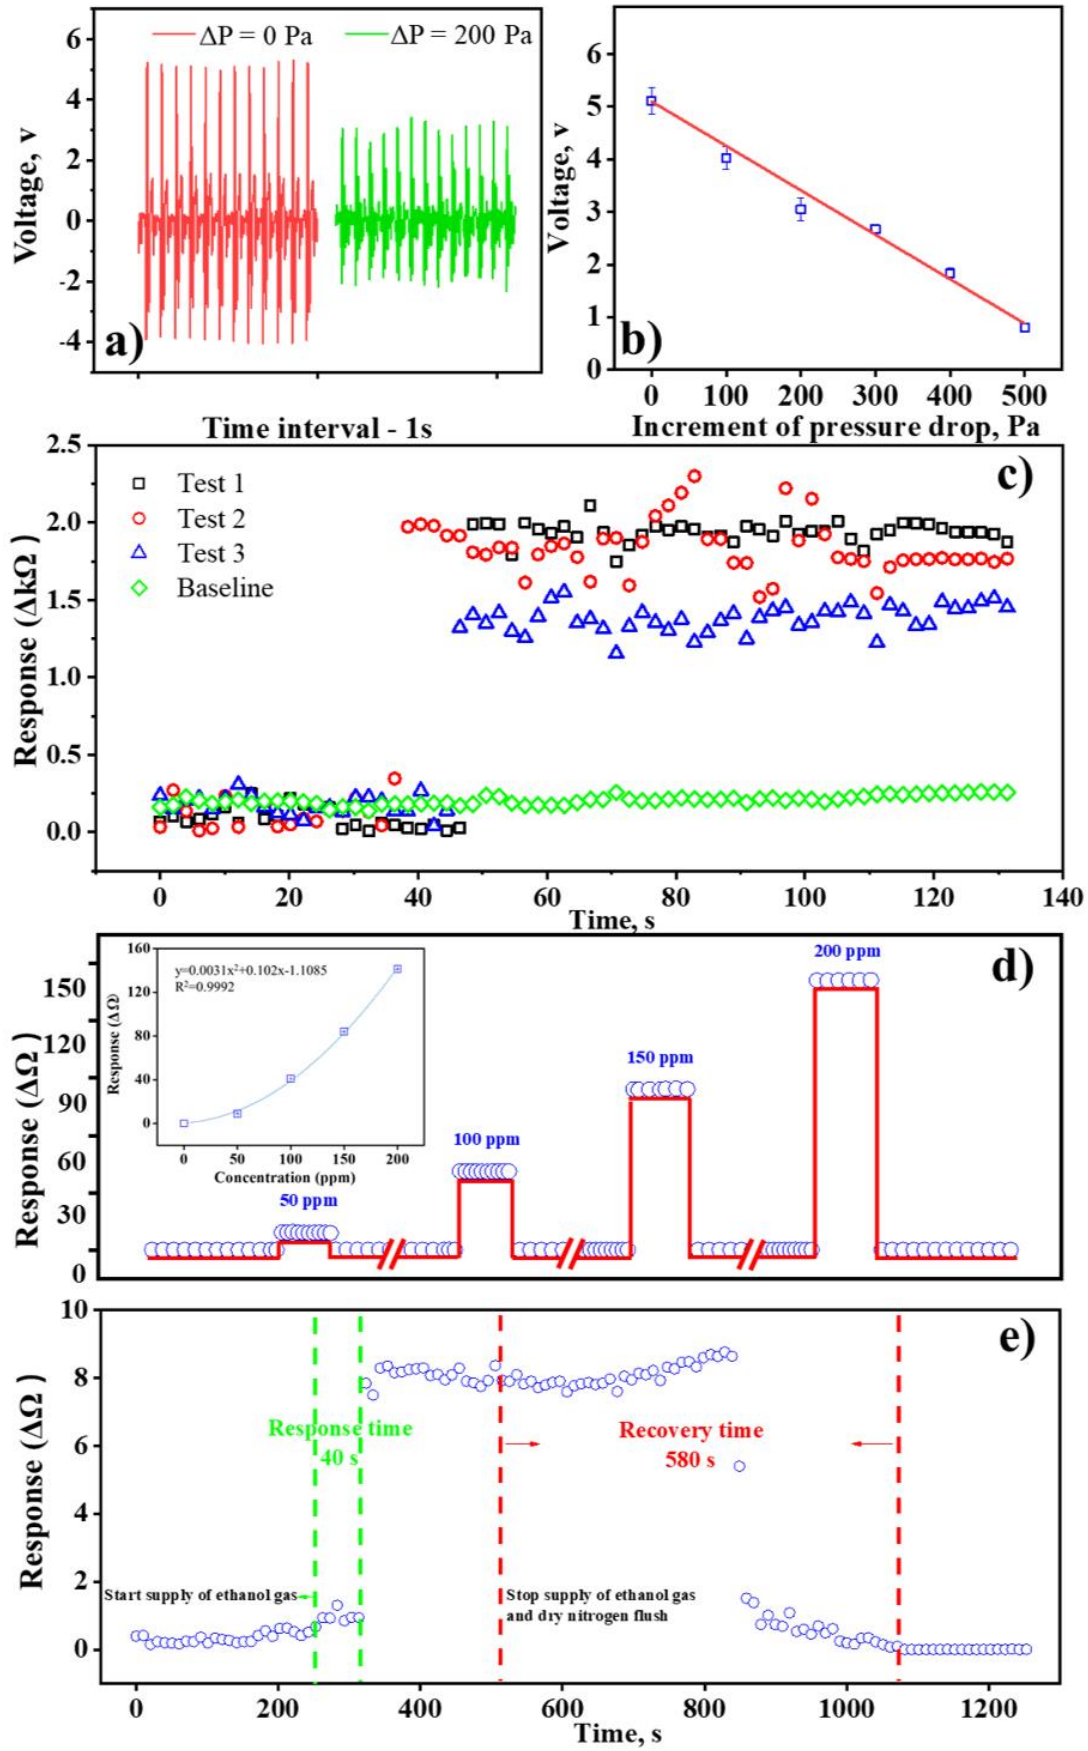 ΔP = 0 Pa
ΔP = 200 Pa
6
4
2
0
-2
-4
Voltage, v
a)
Time interval - 1s
6
5
4
3
2
1
0
Voltage, v
b)
0 100 200 300 400 500
Increment of pressure drop, Pa
2.5
2.0
1.5
1.0
0.5
0.0
Response (ΔkΩ)
c)
Test 1
Test 2
Test 3
Baseline
0 20 40 60 80 100 120 140
Time, s
150
120
90
60
30
0
Response (ΔΩ)
d)
160
120
80
40
0
Response (ΔΩ)
y=0.0031x²+0.102x-1.1085
R²=0.9992
0 50 100 150 200
Concentration (ppm)
50 ppm
100 ppm
150 ppm
200 ppm
10
8
6
4
2
0
Response (ΔΩ)
e)
Response time
40 s
Recovery time
580 s
Start supply of ethanol gas
Stop supply of ethanol gas
and dry nitrogen flush
0 200 400 600 800 1000 1200
Time, s